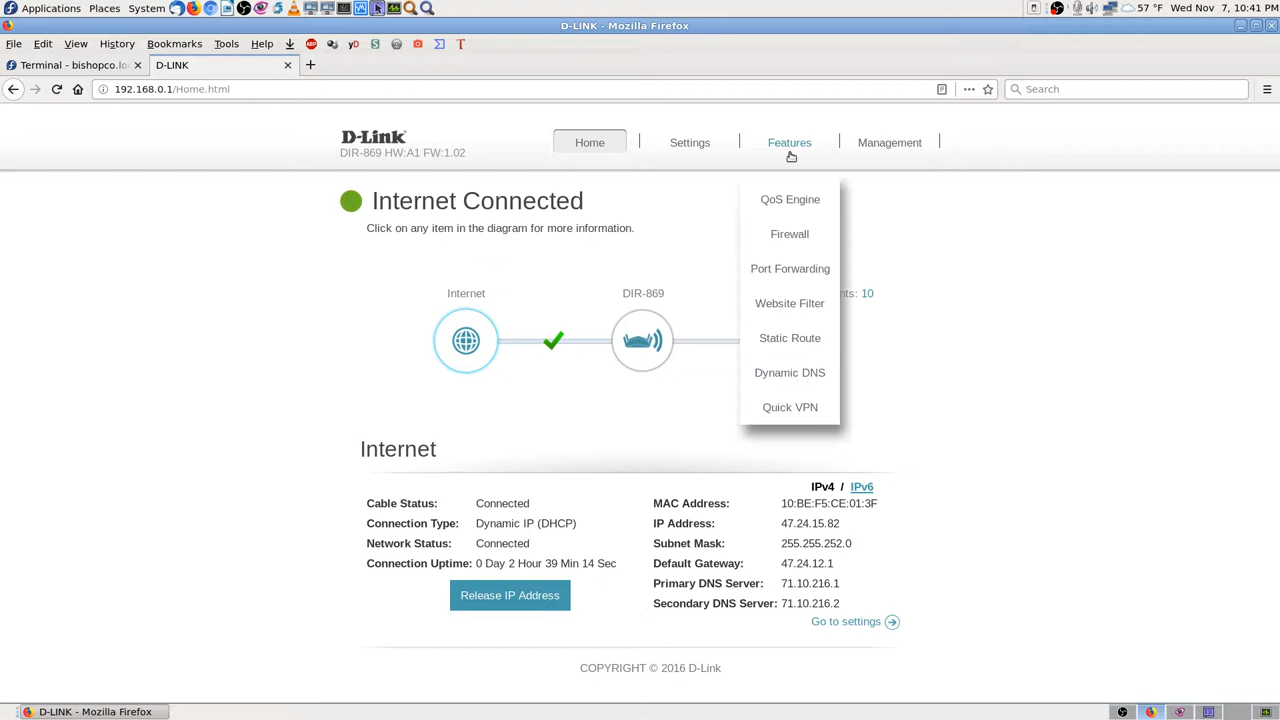 Applications Places System 57 °F Wed Nov 7, 10:41 PM
D-LINK - Mozilla Firefox
File Edit View History Bookmarks Tools Help ABP yD S T
Terminal - bishopco.lo × D-LINK × +
192.168.0.1/Home.html Search
D-Link
DIR-869 HW:A1 FW:1.02
Home Settings Features Management
Internet Connected
Click on any item in the diagram for more information.
QoS Engine
Firewall
Port Forwarding
Website Filter
Static Route
Dynamic DNS
Quick VPN
Internet DIR-869 nts: 10
Internet
IPv4 / IPv6
Cable Status: Connected MAC Address: 10:BE:F5:CE:01:3F
Connection Type: Dynamic IP (DHCP) IP Address: 47.24.15.82
Network Status: Connected Subnet Mask: 255.255.252.0
Connection Uptime: 0 Day 2 Hour 39 Min 14 Sec Default Gateway: 47.24.12.1
Release IP Address Primary DNS Server: 71.10.216.1
Secondary DNS Server: 71.10.216.2
Go to settings
COPYRIGHT © 2016 D-Link
D-LINK - Mozilla Firefox